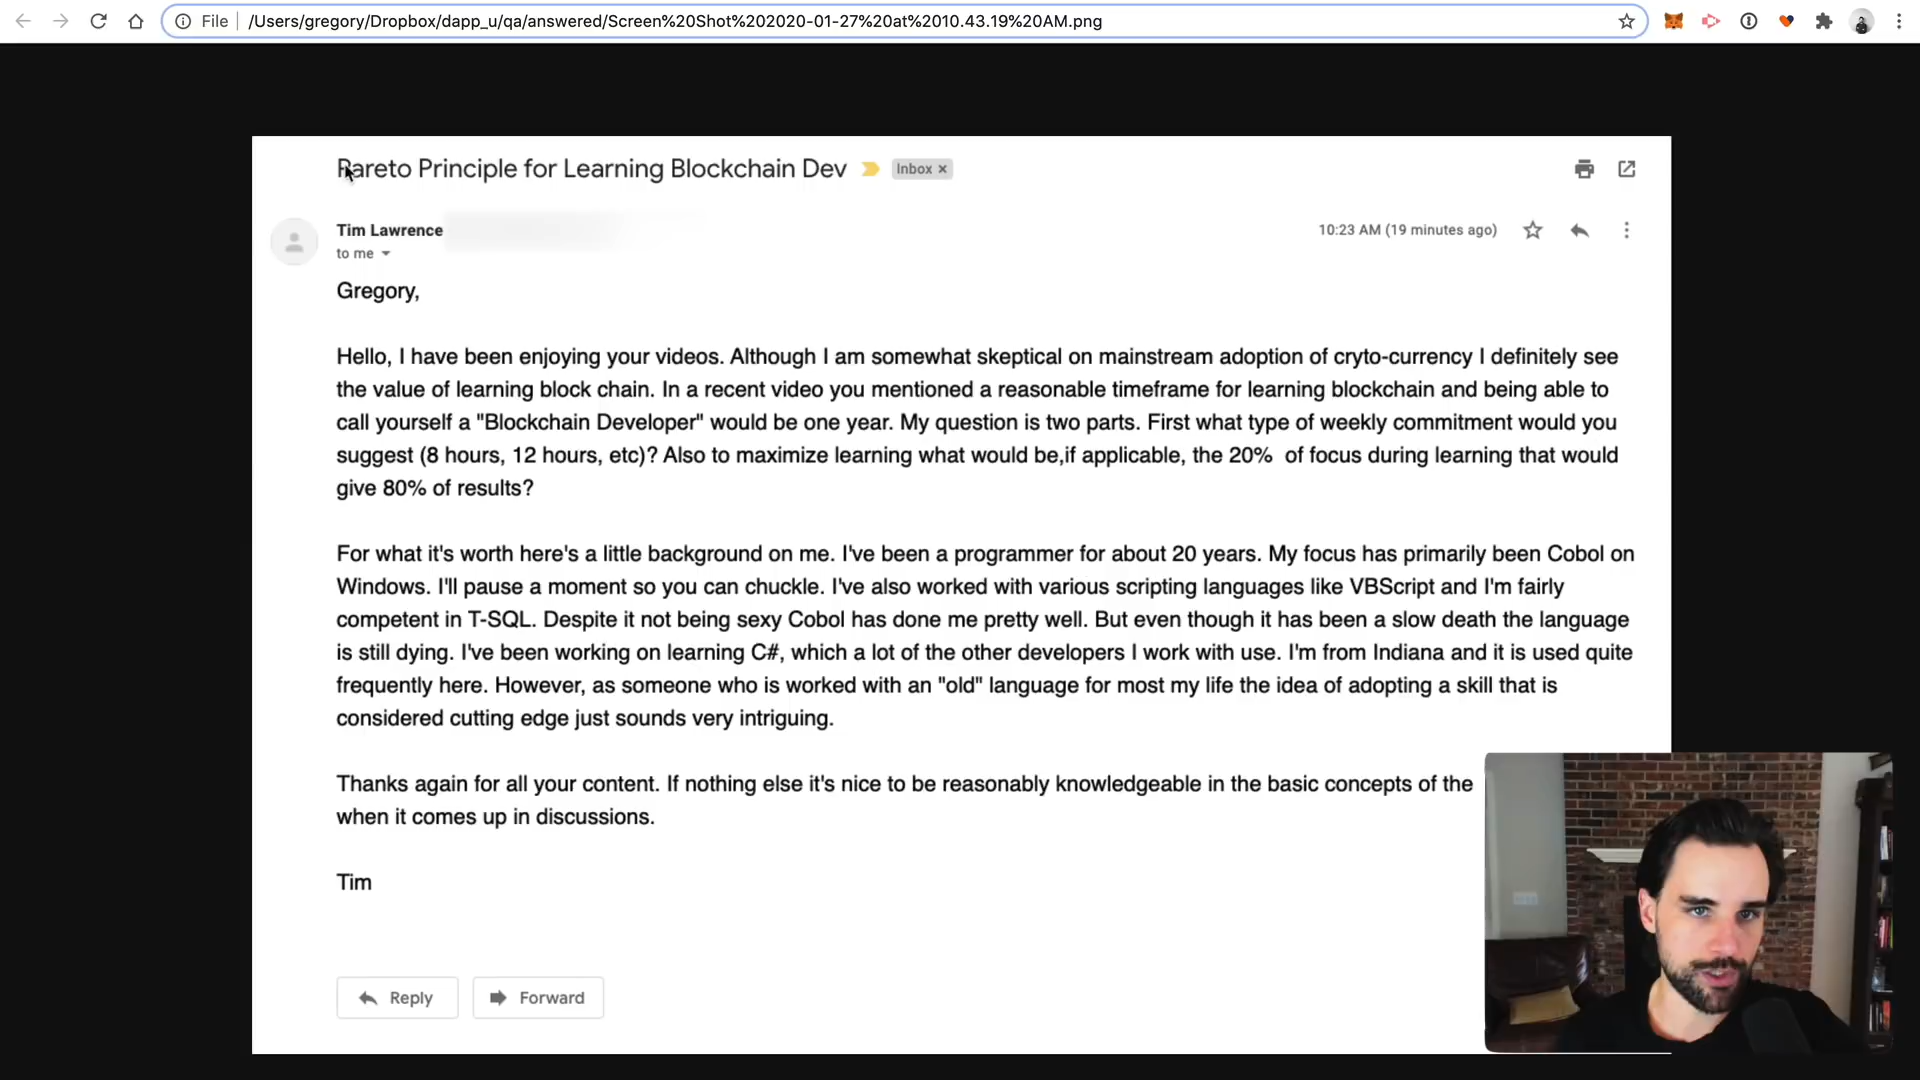 File
/Users/gregory/Dropbox/dapp_u/qa/answered/Screen%20Shot%202020-01-27%20at%2010.43.19%20AM.png
Pareto Principle for Learning Blockchain Dev
Inbox ×
Tim Lawrence
10:23 AM (19 minutes ago)
to me
Gregory,
Hello, I have been enjoying your videos. Although I am somewhat skeptical on mainstream adoption of cryto-currency I definitely see
the value of learning block chain. In a recent video you mentioned a reasonable timeframe for learning blockchain and being able to
call yourself a "Blockchain Developer" would be one year. My question is two parts. First what type of weekly commitment would you
suggest (8 hours, 12 hours, etc)? Also to maximize learning what would be,if applicable, the 20% of focus during learning that would
give 80% of results?
For what it's worth here's a little background on me. I've been a programmer for about 20 years. My focus has primarily been Cobol on
Windows. I'll pause a moment so you can chuckle. I've also worked with various scripting languages like VBScript and I'm fairly
competent in T-SQL. Despite it not being sexy Cobol has done me pretty well. But even though it has been a slow death the language
is still dying. I've been working on learning C#, which a lot of the other developers I work with use. I'm from Indiana and it is used quite
frequently here. However, as someone who is worked with an "old" language for most my life the idea of adopting a skill that is
considered cutting edge just sounds very intriguing.
Thanks again for all your content. If nothing else it's nice to be reasonably knowledgeable in the basic concepts of the
when it comes up in discussions.
Tim
Reply
Forward